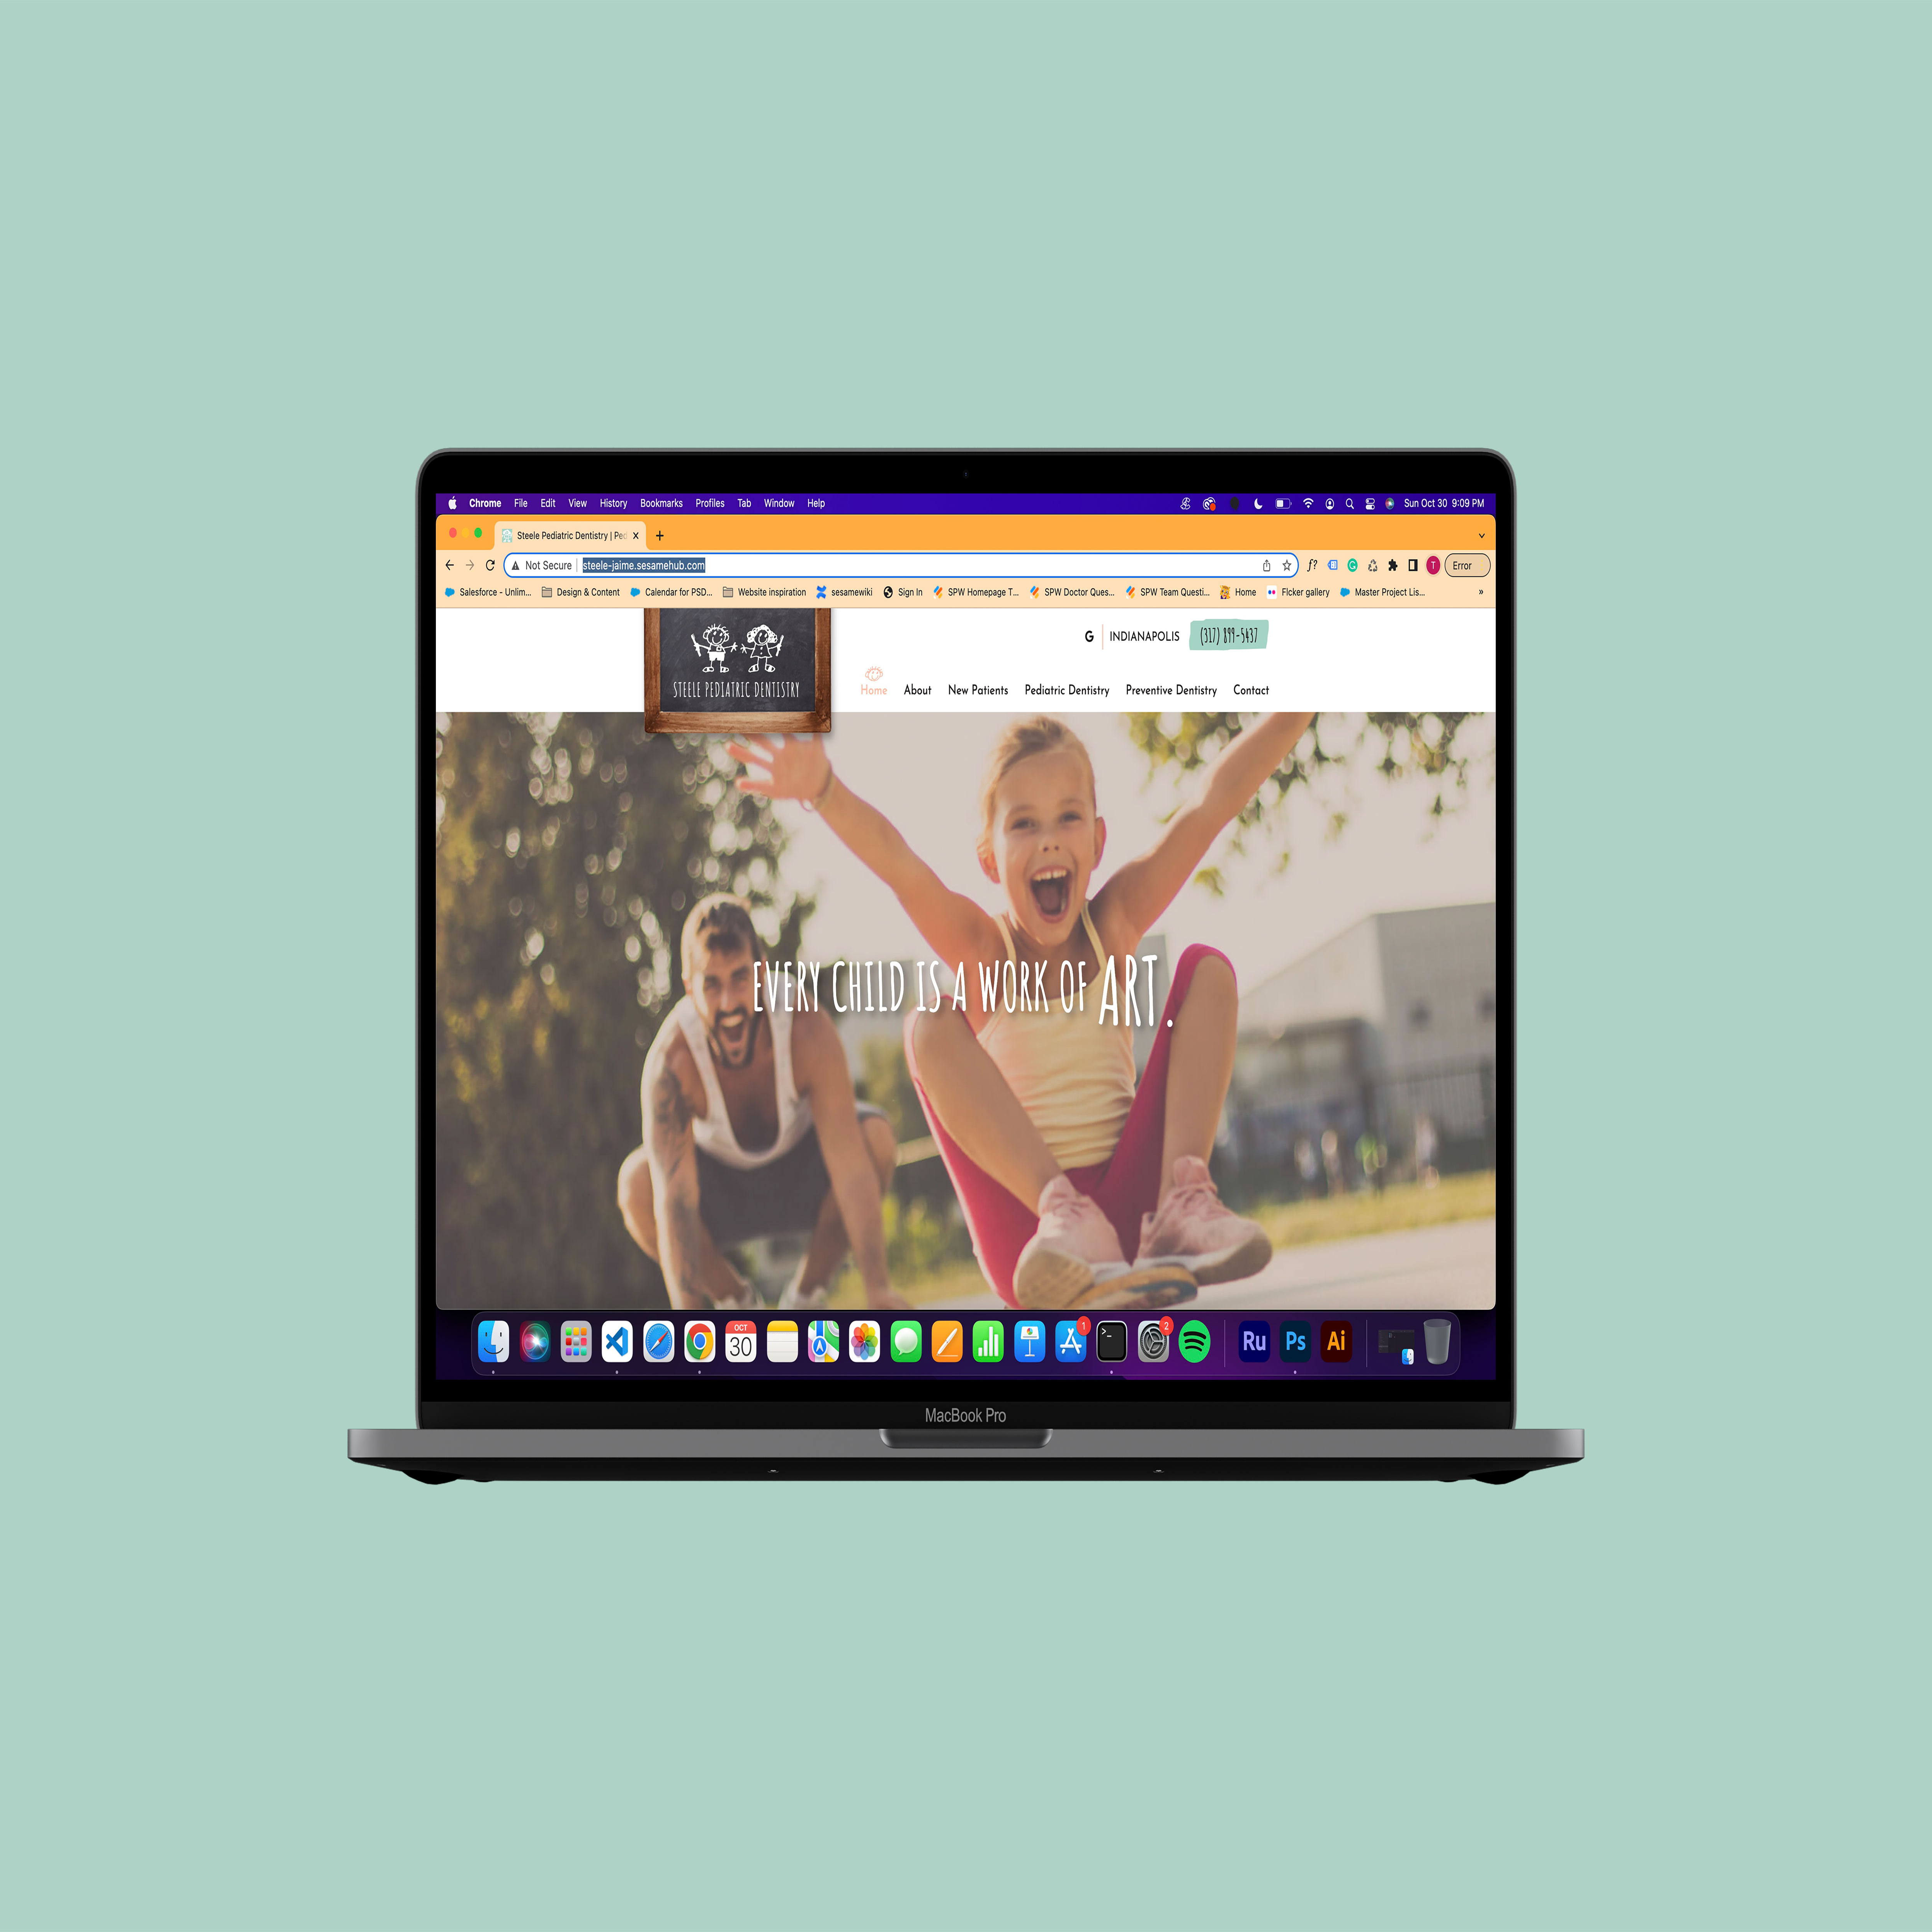 Chrome File Edit View History Bookmarks Profiles Tab Window Help Sun Oct 30 9:09 PM
Steele Pediatric Dentistry | Ped
Not Secure steele-jaime.sesamehub.com f? T Error
Salesforce - Unlim... Design & Content Calendar for PSD... Website inspiration sesamewiki Sign In SPW Homepage T... SPW Doctor Ques... SPW Team Questi... Home Flcker gallery Master Project Lis... »
G INDIANAPOLIS (317) 899-5437
STEELE PEDIATRIC DENTISTRY
Home About New Patients Pediatric Dentistry Preventive Dentistry Contact
EVERY CHILD IS A WORK OF ART.
OCT
30
1
2
Ru Ps Ai
MacBook Pro